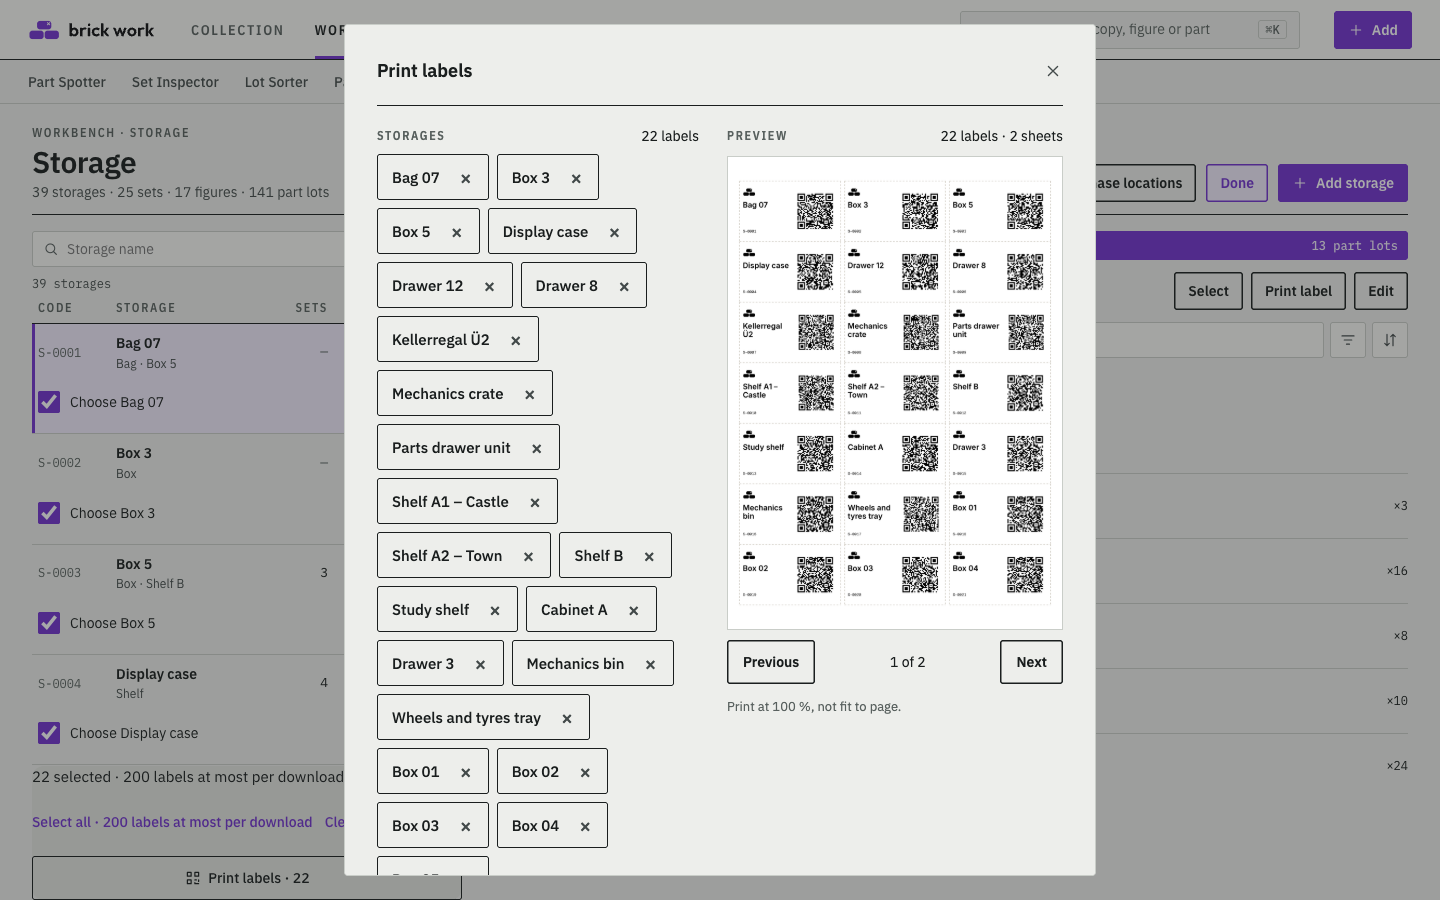 brick work
COLLECTION
WOR
copy, figure or part
⌘K
Add
Part Spotter
Set Inspector
Lot Sorter
WORKBENCH · STORAGE
Storage
39 storages · 25 sets · 17 figures · 141 part lots
ase locations
Done
Add storage
Storage name
13 part lots
39 storages
CODE STORAGE SETS
Select
Print label
Edit
S-0001 Bag 07 –
Bag · Box 5
Choose Bag 07
S-0002 Box 3 –
Box
Choose Box 3
S-0003 Box 5 3
Box · Shelf B
Choose Box 5
S-0004 Display case 4
Shelf
Choose Display case
×3
×16
×8
×10
×24
22 selected · 200 labels at most per download
Select all · 200 labels at most per download Cle
Print labels · 22
Print labels
STORAGES 22 labels
Bag 07 ×
Box 3 ×
Box 5 ×
Display case ×
Drawer 12 ×
Drawer 8 ×
Kellerregal Ü2 ×
Mechanics crate ×
Parts drawer unit ×
Shelf A1 – Castle ×
Shelf A2 – Town ×
Shelf B ×
Study shelf ×
Cabinet A ×
Drawer 3 ×
Mechanics bin ×
Wheels and tyres tray ×
Box 01 ×
Box 02 ×
Box 03 ×
Box 04 ×
PREVIEW 22 labels · 2 sheets
Bag 07
Box 3
Box 5
Display case
Drawer 12
Drawer 8
Kellerregal
Ü2
Mechanics
crate
Parts drawer
unit
Shelf A1 –
Castle
Shelf A2 –
Town
Shelf B
Study shelf
Cabinet A
Drawer 3
Mechanics
bin
Wheels and
tyres tray
Box 01
Box 02
Box 03
Box 04
Previous
1 of 2
Next
Print at 100 %, not fit to page.